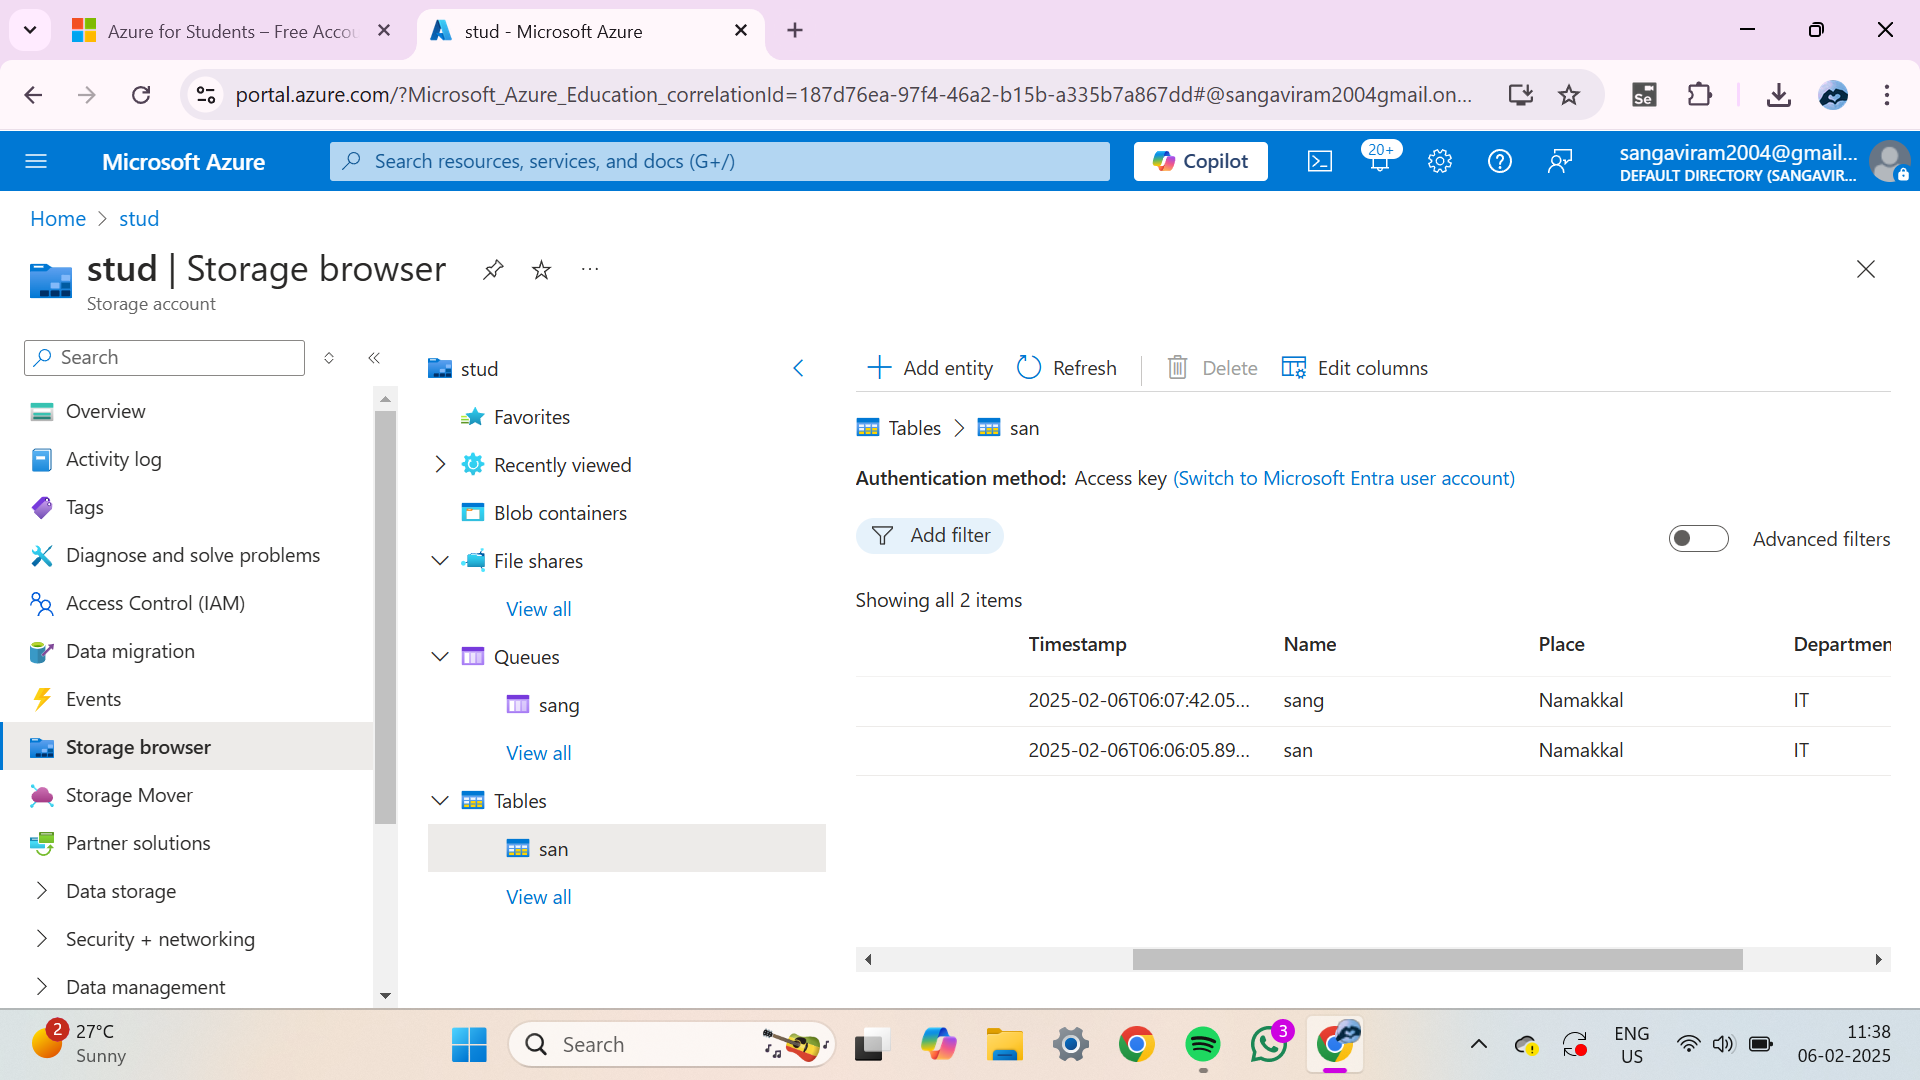 Azure for Students – Free Accou
stud - Microsoft Azure
portal.azure.com/?Microsoft_Azure_Education_correlationId=187d76ea-97f4-46a2-b15b-a335b7a867dd#@sangaviram2004gmail.on...
Se
Microsoft Azure
Search resources, services, and docs (G+/)
Copilot
20+
sangaviram2004@gmail...
DEFAULT DIRECTORY (SANGAVIR...
Home > stud
stud | Storage browser
Storage account
Search
Overview
Activity log
Tags
Diagnose and solve problems
Access Control (IAM)
Data migration
Events
Storage browser
Storage Mover
Partner solutions
Data storage
Security + networking
Data management
stud
Favorites
Recently viewed
Blob containers
File shares
View all
Queues
sang
View all
Tables
san
View all
Add entity Refresh Delete Edit columns
Tables > san
Authentication method: Access key (Switch to Microsoft Entra user account)
Add filter
Advanced filters
Showing all 2 items
Timestamp Name Place Departmen
2025-02-06T06:07:42.05... sang Namakkal IT
2025-02-06T06:06:05.89... san Namakkal IT
2
27°C
Sunny
Search
3
ENG
US
11:38
06-02-2025